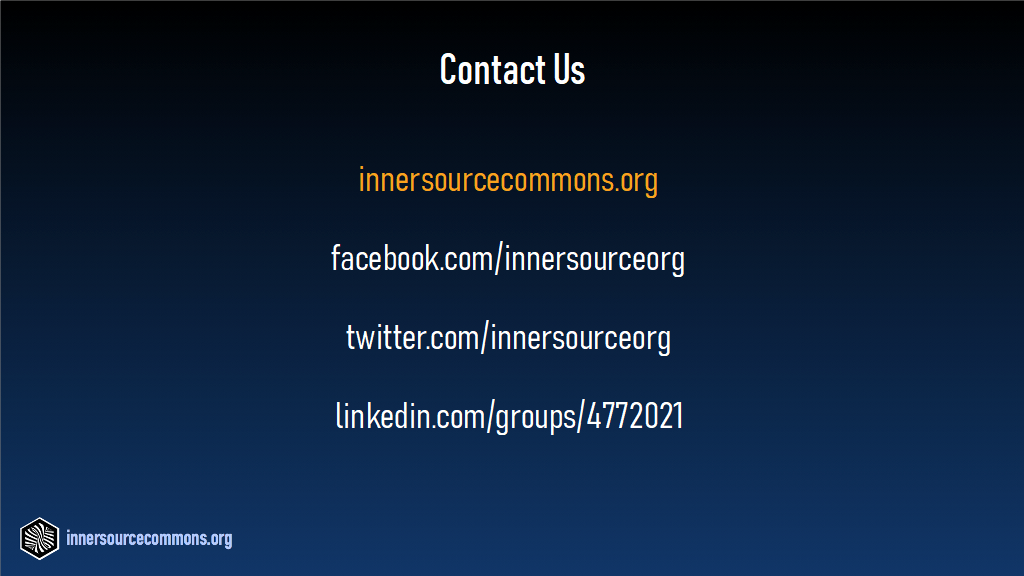 Contact Us
innersourcecommons.org
facebook.com/innersourceorg
twitter.com/innersourceorg
linkedin.com/groups/4772021
innersourcecommons.org